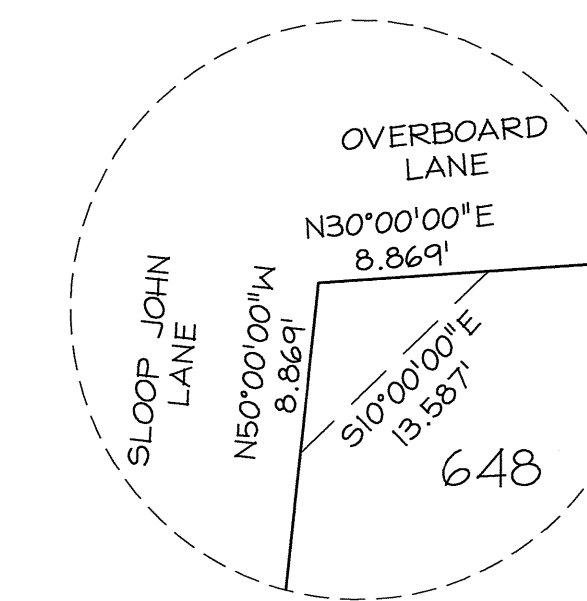 OVERBOARD
LANE
N30°00'00"E
8.869'
SLOOP JOHN
LANE
N50°00'00"W
8.869'
S10°00'00"E
13.587'
648